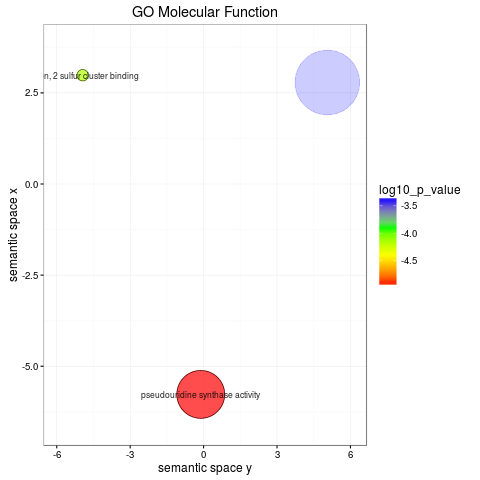 GO Molecular Function
n, 2 sulfur cluster binding
pseudouridine synthase activity
2.5
0.0
-2.5
-5.0
-6
-3
0
3
6
semantic space x
semantic space y
log10_p_value
-3.5
-4.0
-4.5